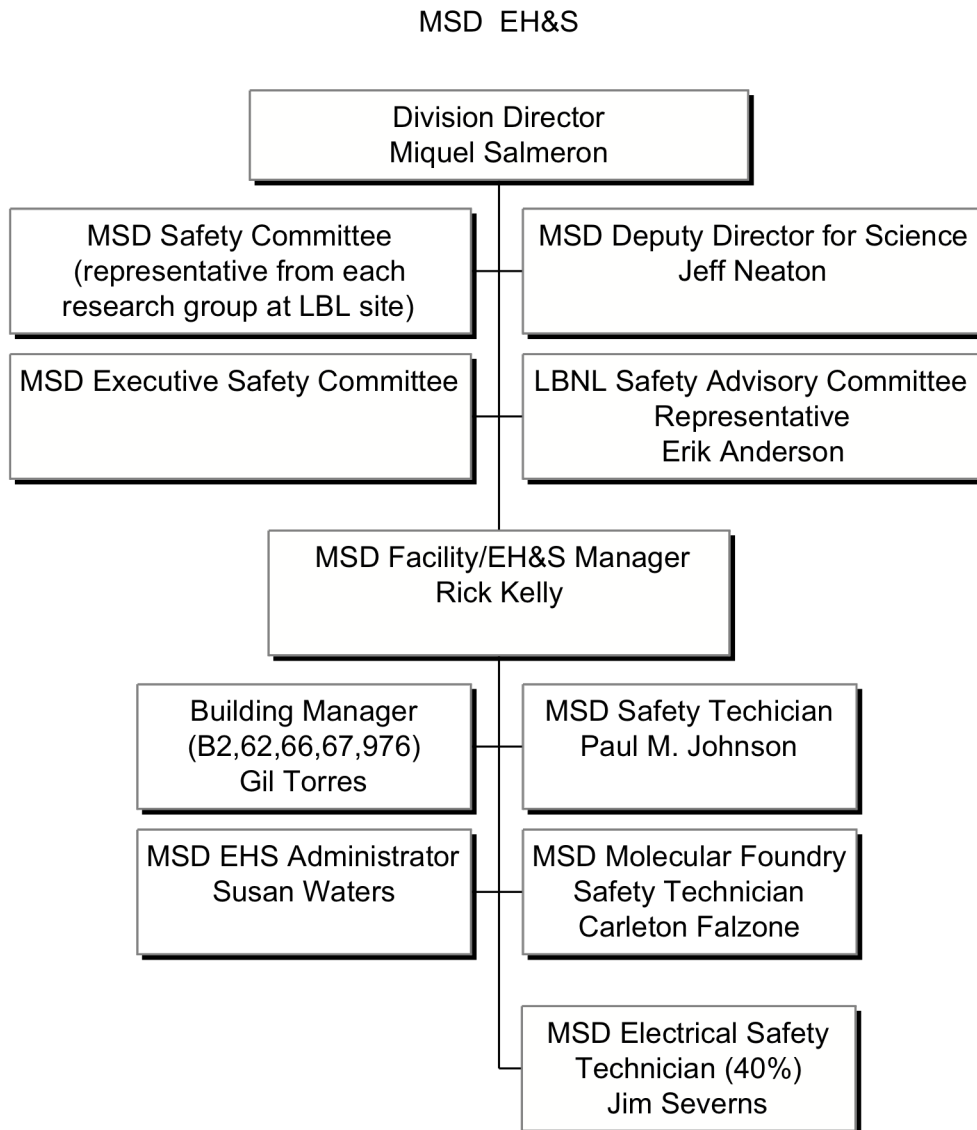 MSD EH&S
Division Director
Miquel Salmeron
MSD Safety Committee
(representative from each
research group at LBL site)
MSD Deputy Director for Science
Jeff Neaton
MSD Executive Safety Committee
LBNL Safety Advisory Committee
Representative
Erik Anderson
MSD Facility/EH&S Manager
Rick Kelly
Building Manager
(B2,62,66,67,976)
Gil Torres
MSD Safety Techician
Paul M. Johnson
MSD EHS Administrator
Susan Waters
MSD Molecular Foundry
Safety Technician
Carleton Falzone
MSD Electrical Safety
Technician (40%)
Jim Severns